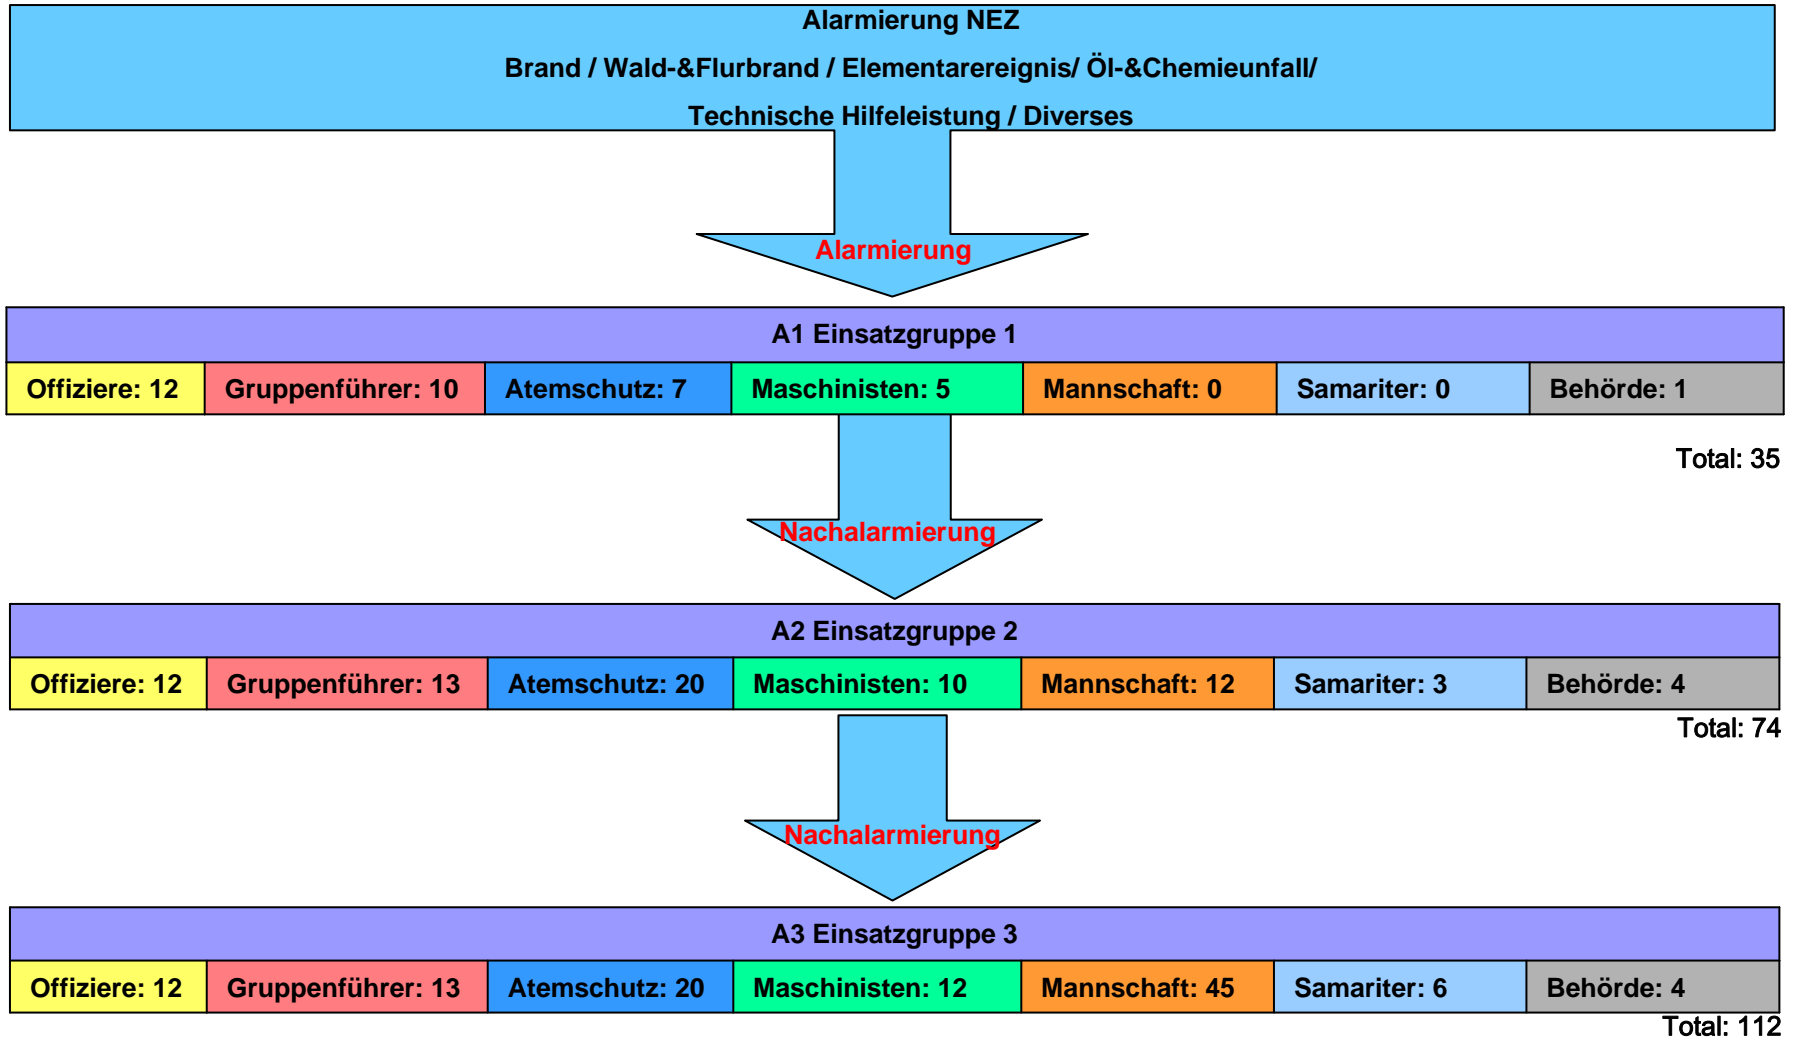 Alarmierung NEZ
Brand / Wald-&Flurbrand / Elementarereignis/ Öl-&Chemieunfall/
Technische Hilfeleistung / Diverses
Alarmierung
A1 Einsatzgruppe 1
Offiziere: 12 Gruppenführer: 10 Atemschutz: 7 Maschinisten: 5 Mannschaft: 0 Samariter: 0 Behörde: 1
Total: 35
Nachalarmierung
A2 Einsatzgruppe 2
Offiziere: 12 Gruppenführer: 13 Atemschutz: 20 Maschinisten: 10 Mannschaft: 12 Samariter: 3 Behörde: 4
Total: 74
Nachalarmierung
A3 Einsatzgruppe 3
Offiziere: 12 Gruppenführer: 13 Atemschutz: 20 Maschinisten: 12 Mannschaft: 45 Samariter: 6 Behörde: 4
Total: 112